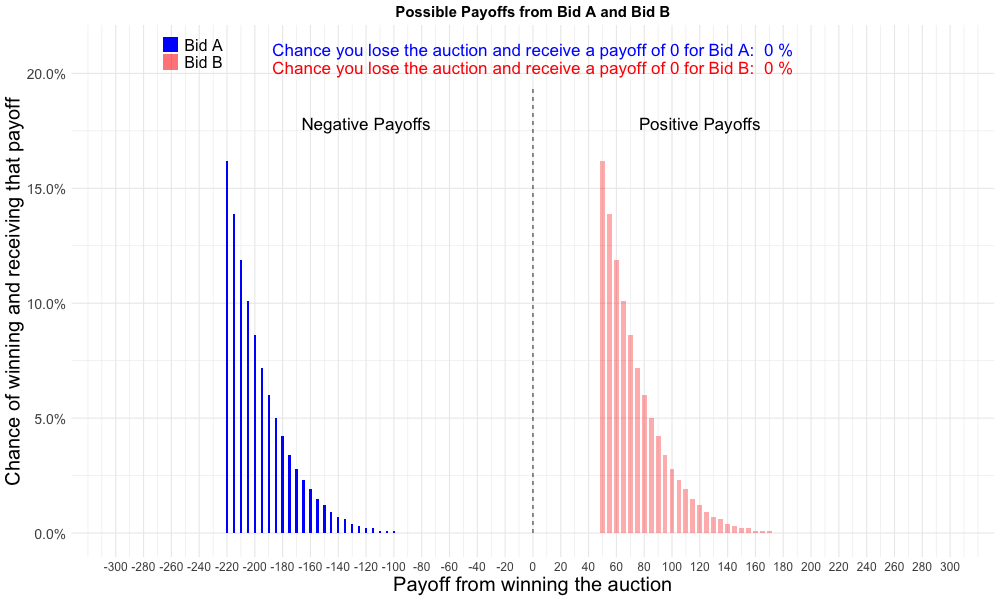 Possible Payoffs from Bid A and Bid B
Bid A
Bid B
Chance you lose the auction and receive a payoff of 0 for Bid A:  0 %
Chance you lose the auction and receive a payoff of 0 for Bid B:  0 %
Negative Payoffs
Positive Payoffs
Chance of winning and receiving that payoff
20.0%
15.0%
10.0%
5.0%
0.0%
-300 -280 -260 -240 -220 -200 -180 -160 -140 -120 -100 -80 -60 -40 -20 0 20 40 60 80 100 120 140 160 180 200 220 240 260 280 300
Payoff from winning the auction